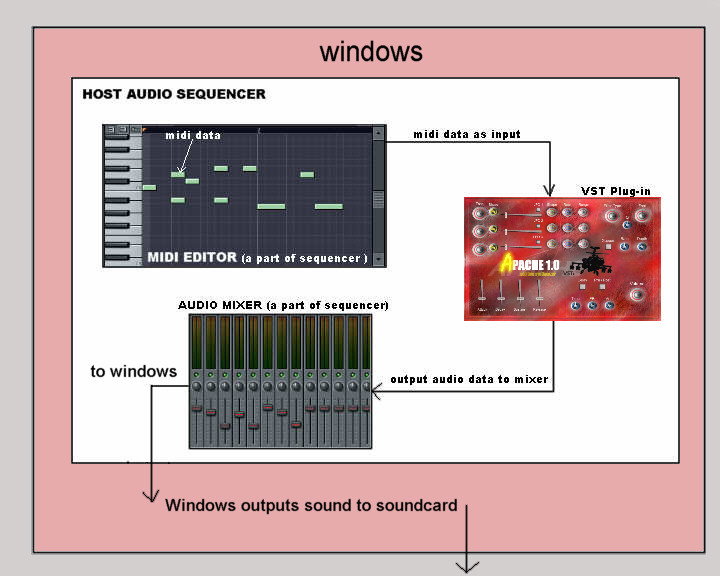 windows
HOST AUDIO SEQUENCER
midi data
midi data as input
MIDI EDITOR (a part of sequencer )
VST Plug-in
APACHE 1.0
VSTi
AUDIO MIXER (a part of sequencer)
to windows
output audio data to mixer
Windows outputs sound to soundcard